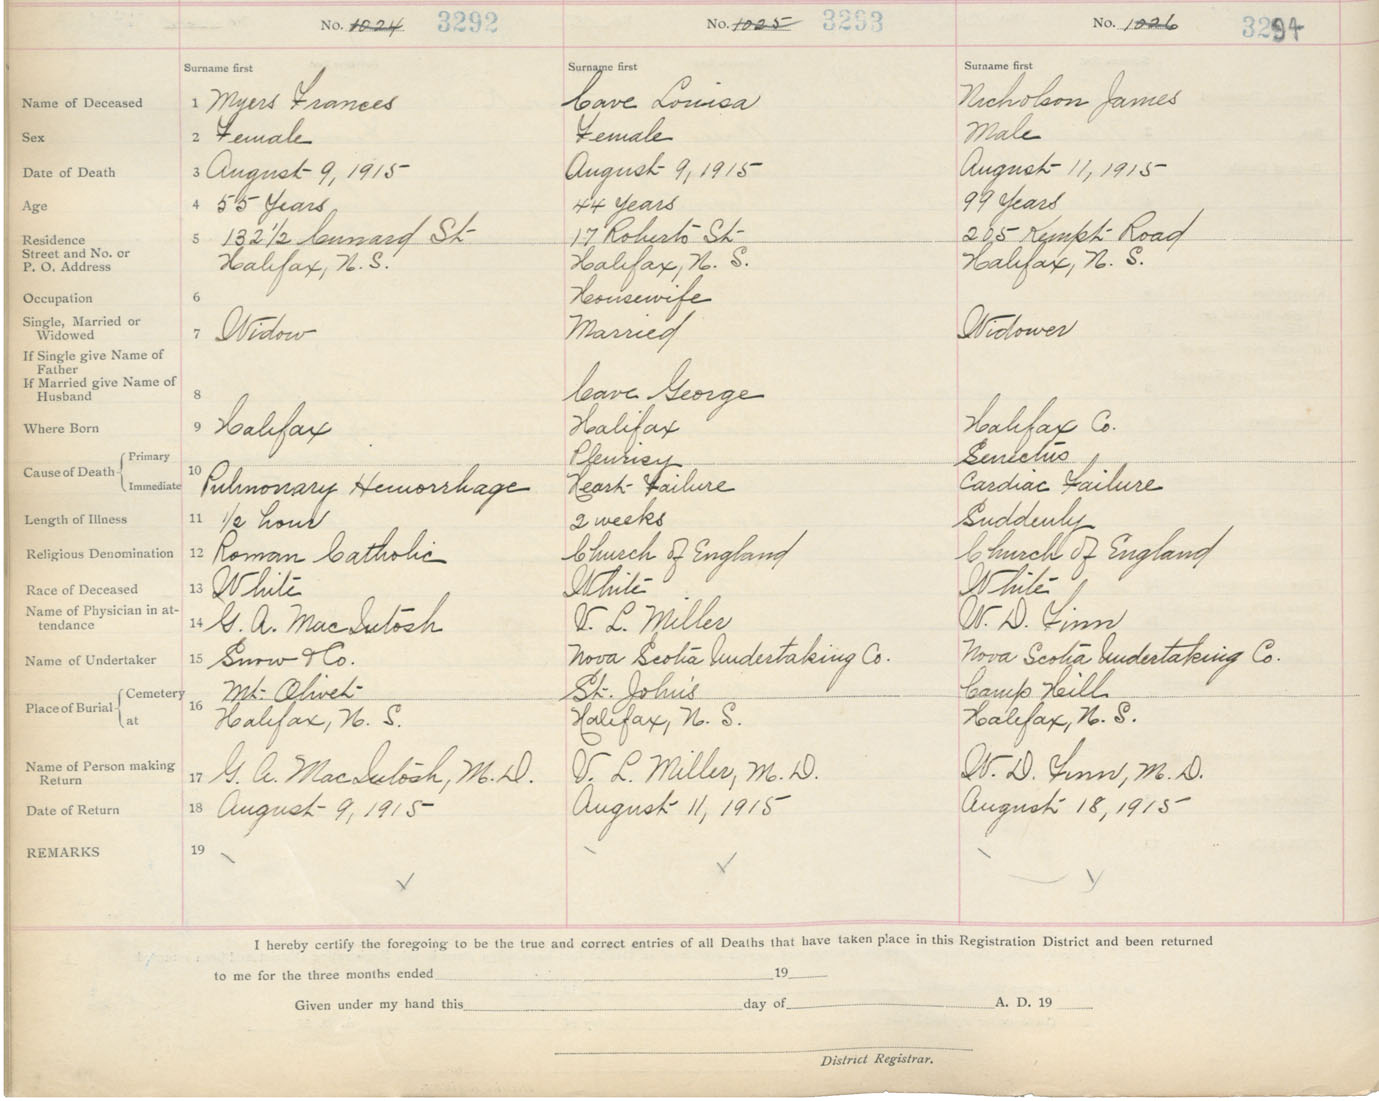 No. 1024 3292 No. 1025 3293 No. 1026 3294
Surname first Surname first Surname first
Name of Deceased 1 Myers Frances Cave Louisa Nicholson James
Sex 2 Female Female Male
Date of Death 3 August 9, 1915 August 9, 1915 August 11, 1915
Age 4 55 Years 44 Years 99 Years
Residence 5 132 1/2 Cunard St 17 Roberts St 205 Kempt Road
Street and No. or
P. O. Address Halifax, N. S. Halifax, N. S. Halifax, N. S.
Occupation 6 Housewife
Single, Married or
Widowed 7 Widow Married Widower
If Single give Name of
Father
If Married give Name of
Husband 8 Cave George
Where Born 9 Halifax Halifax Halifax Co.
Cause of Death Primary 10 Pleurisy Senectus
Immediate Pulmonary Hemorrhage Heart Failure Cardiac Failure
Length of Illness 11 1/2 hour 2 weeks Suddenly
Religious Denomination 12 Roman Catholic Church of England Church of England
Race of Deceased 13 White White White
Name of Physician in at-
tendance 14 G. A. MacIntosh V. L. Miller W. D. Finn
Name of Undertaker 15 Snow & Co. Nova Scotia Undertaking Co. Nova Scotia Undertaking Co.
Place of Burial Cemetery 16 Mt. Olivet St. John's Camp Hill
at Halifax, N. S. Halifax, N. S. Halifax, N. S.
Name of Person making
Return 17 G. A. MacIntosh, M.D. V. L. Miller, M.D. W. D. Finn, M.D.
Date of Return 18 August 9, 1915 August 11, 1915 August 18, 1915
REMARKS 19
I hereby certify the foregoing to be the true and correct entries of all Deaths that have taken place in this Registration District and been returned
to me for the three months ended 19
Given under my hand this day of A. D. 19
District Registrar.